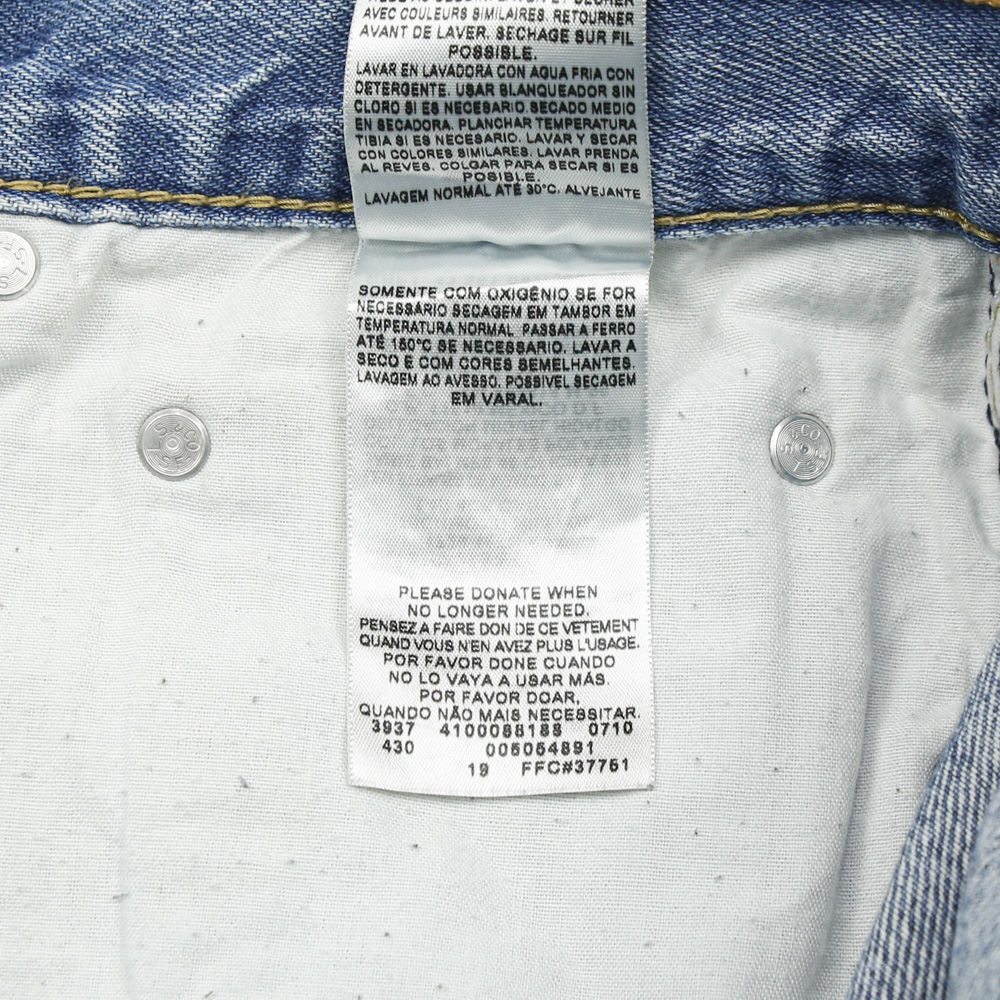 AVEC COULEURS SIMILAIRES. RETOURNER
AVANT DE LAVER. SECHAGE SUR FIL
POSSIBLE.
LAVAR EN LAVADORA CON AGUA FRIA CON
DETERGENTE. USAR BLANQUEADOR SIN
CLORO SI ES NECESARIO. SECADO MEDIO
EN SECADORA. PLANCHAR TEMPERATURA
TIBIA SI ES NECESARIO. LAVAR Y SECAR
CON COLORES SIMILARES. LAVAR PRENDA
AL REVES. COLGAR PARA SECAR SI ES
POSIBLE.
LAVAGEM NORMAL ATÉ 30°C. ALVEJANTE
SOMENTE COM OXIGÊNIO SE FOR
NECESSÁRIO SECAGEM EM TAMBOR EM
TEMPERATURA NORMAL PASSAR A FERRO
ATÉ 150°C SE NECESSARIO. LAVAR A
SECO E COM CORES SEMELHANTES.
LAVAGEM AO AVESSO. POSSIVEL SECAGEM
EM VARAL.
PLEASE DONATE WHEN
NO LONGER NEEDED.
PENSEZ A FAIRE DON DE CE VETEMENT
QUAND VOUS N'EN AVEZ PLUS L'USAGE.
POR FAVOR DONE CUANDO
NO LO VAYA A USAR MÁS.
POR FAVOR DOAR,
QUANDO NÃO MAIS NECESSITAR.
3937 4100088188 0710
430 005054891
19 FFC#37751
LS&CO
LS&CO